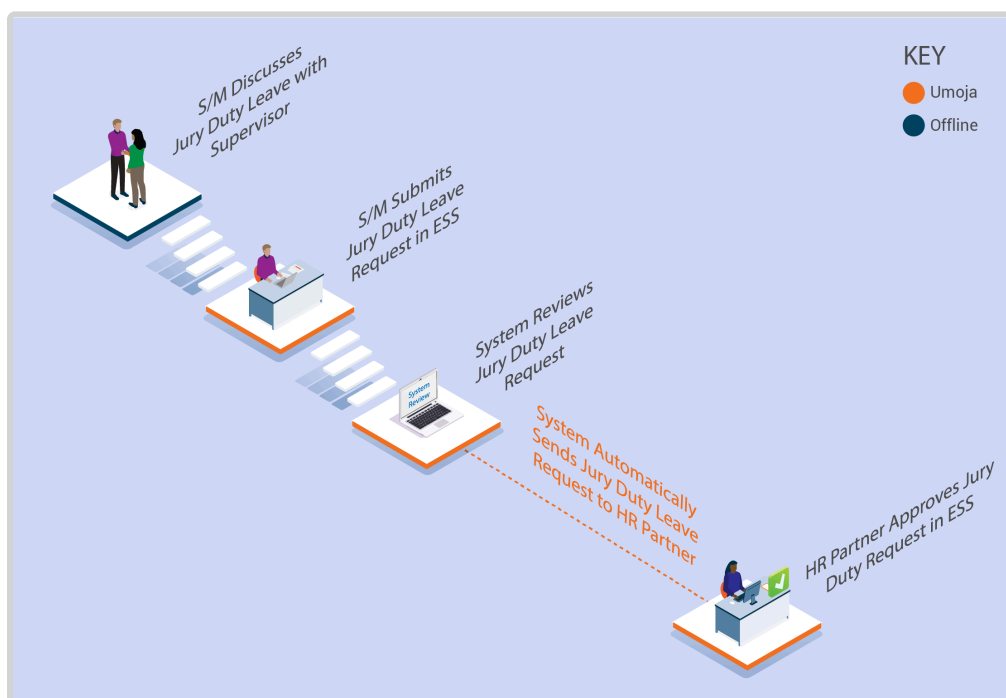 S/M Discusses
Jury Duty Leave with
Supervisor
KEY
Umoja
Offline
S/M Submits
Jury Duty Leave
Request in ESS
System Reviews
Jury Duty Leave
Request
System
Review
System Automatically
Sends Jury Duty Leave
Request to HR Partner
HR Partner Approves Jury
Duty Request in ESS